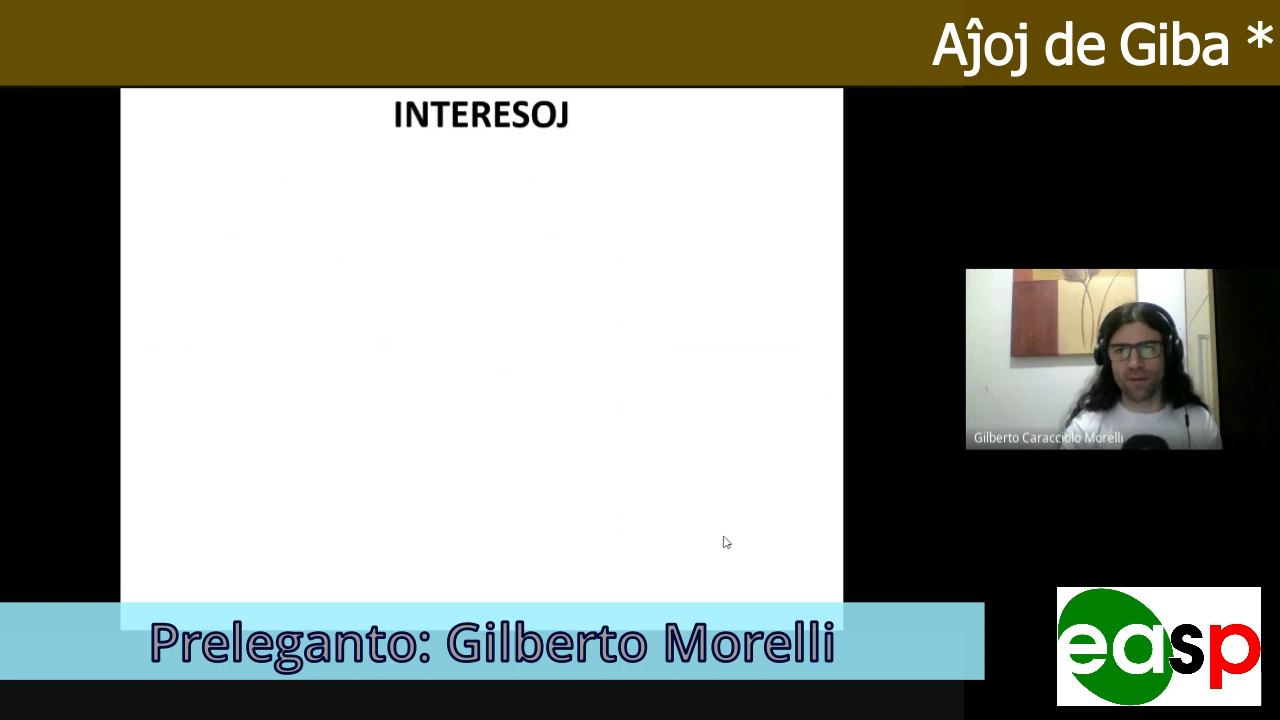 Aĵoj de Giba *
INTERESOJ
Gilberto Caracciolo Morelli
Preleganto: Gilberto Morelli
easp